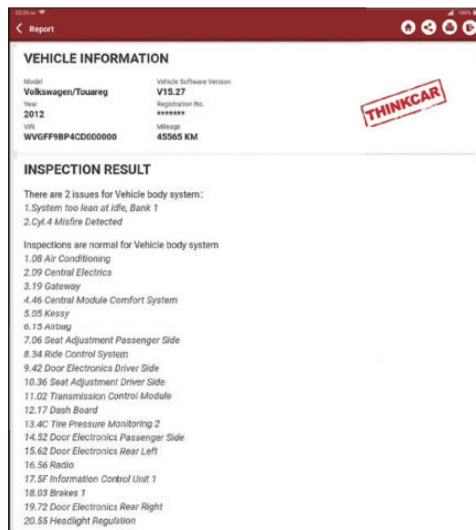 Report
100%
VEHICLE INFORMATION
Model
Volkswagen/Touareg
Vehicle Software Version
V15.27
Year
2012
Registration No.
*******
VIN
WVGFF9BP4CD000000
Mileage
45565 KM
THINKCAR
INSPECTION RESULT
There are 2 issues for Vehicle body system:
1.System too lean at idle, Bank 1
2.Cyl.4 Misfire Detected
Inspections are normal for Vehicle body system
1.08 Air Conditioning
2.09 Central Electrics
3.19 Gateway
4.46 Central Module Comfort System
5.05 Kessy
6.15 Airbag
7.06 Seat Adjustment Passenger Side
8.34 Ride Control System
9.42 Door Electronics Driver Side
10.36 Seat Adjustment Driver Side
11.02 Transmission Control Module
12.17 Dash Board
13.4C Tire Pressure Monitoring 2
14.52 Door Electronics Passenger Side
15.62 Door Electronics Rear Left
16.56 Radio
17.5F Information Control Unit 1
18.03 Brakes 1
19.72 Door Electronics Rear Right
20.55 Headlight Regulation